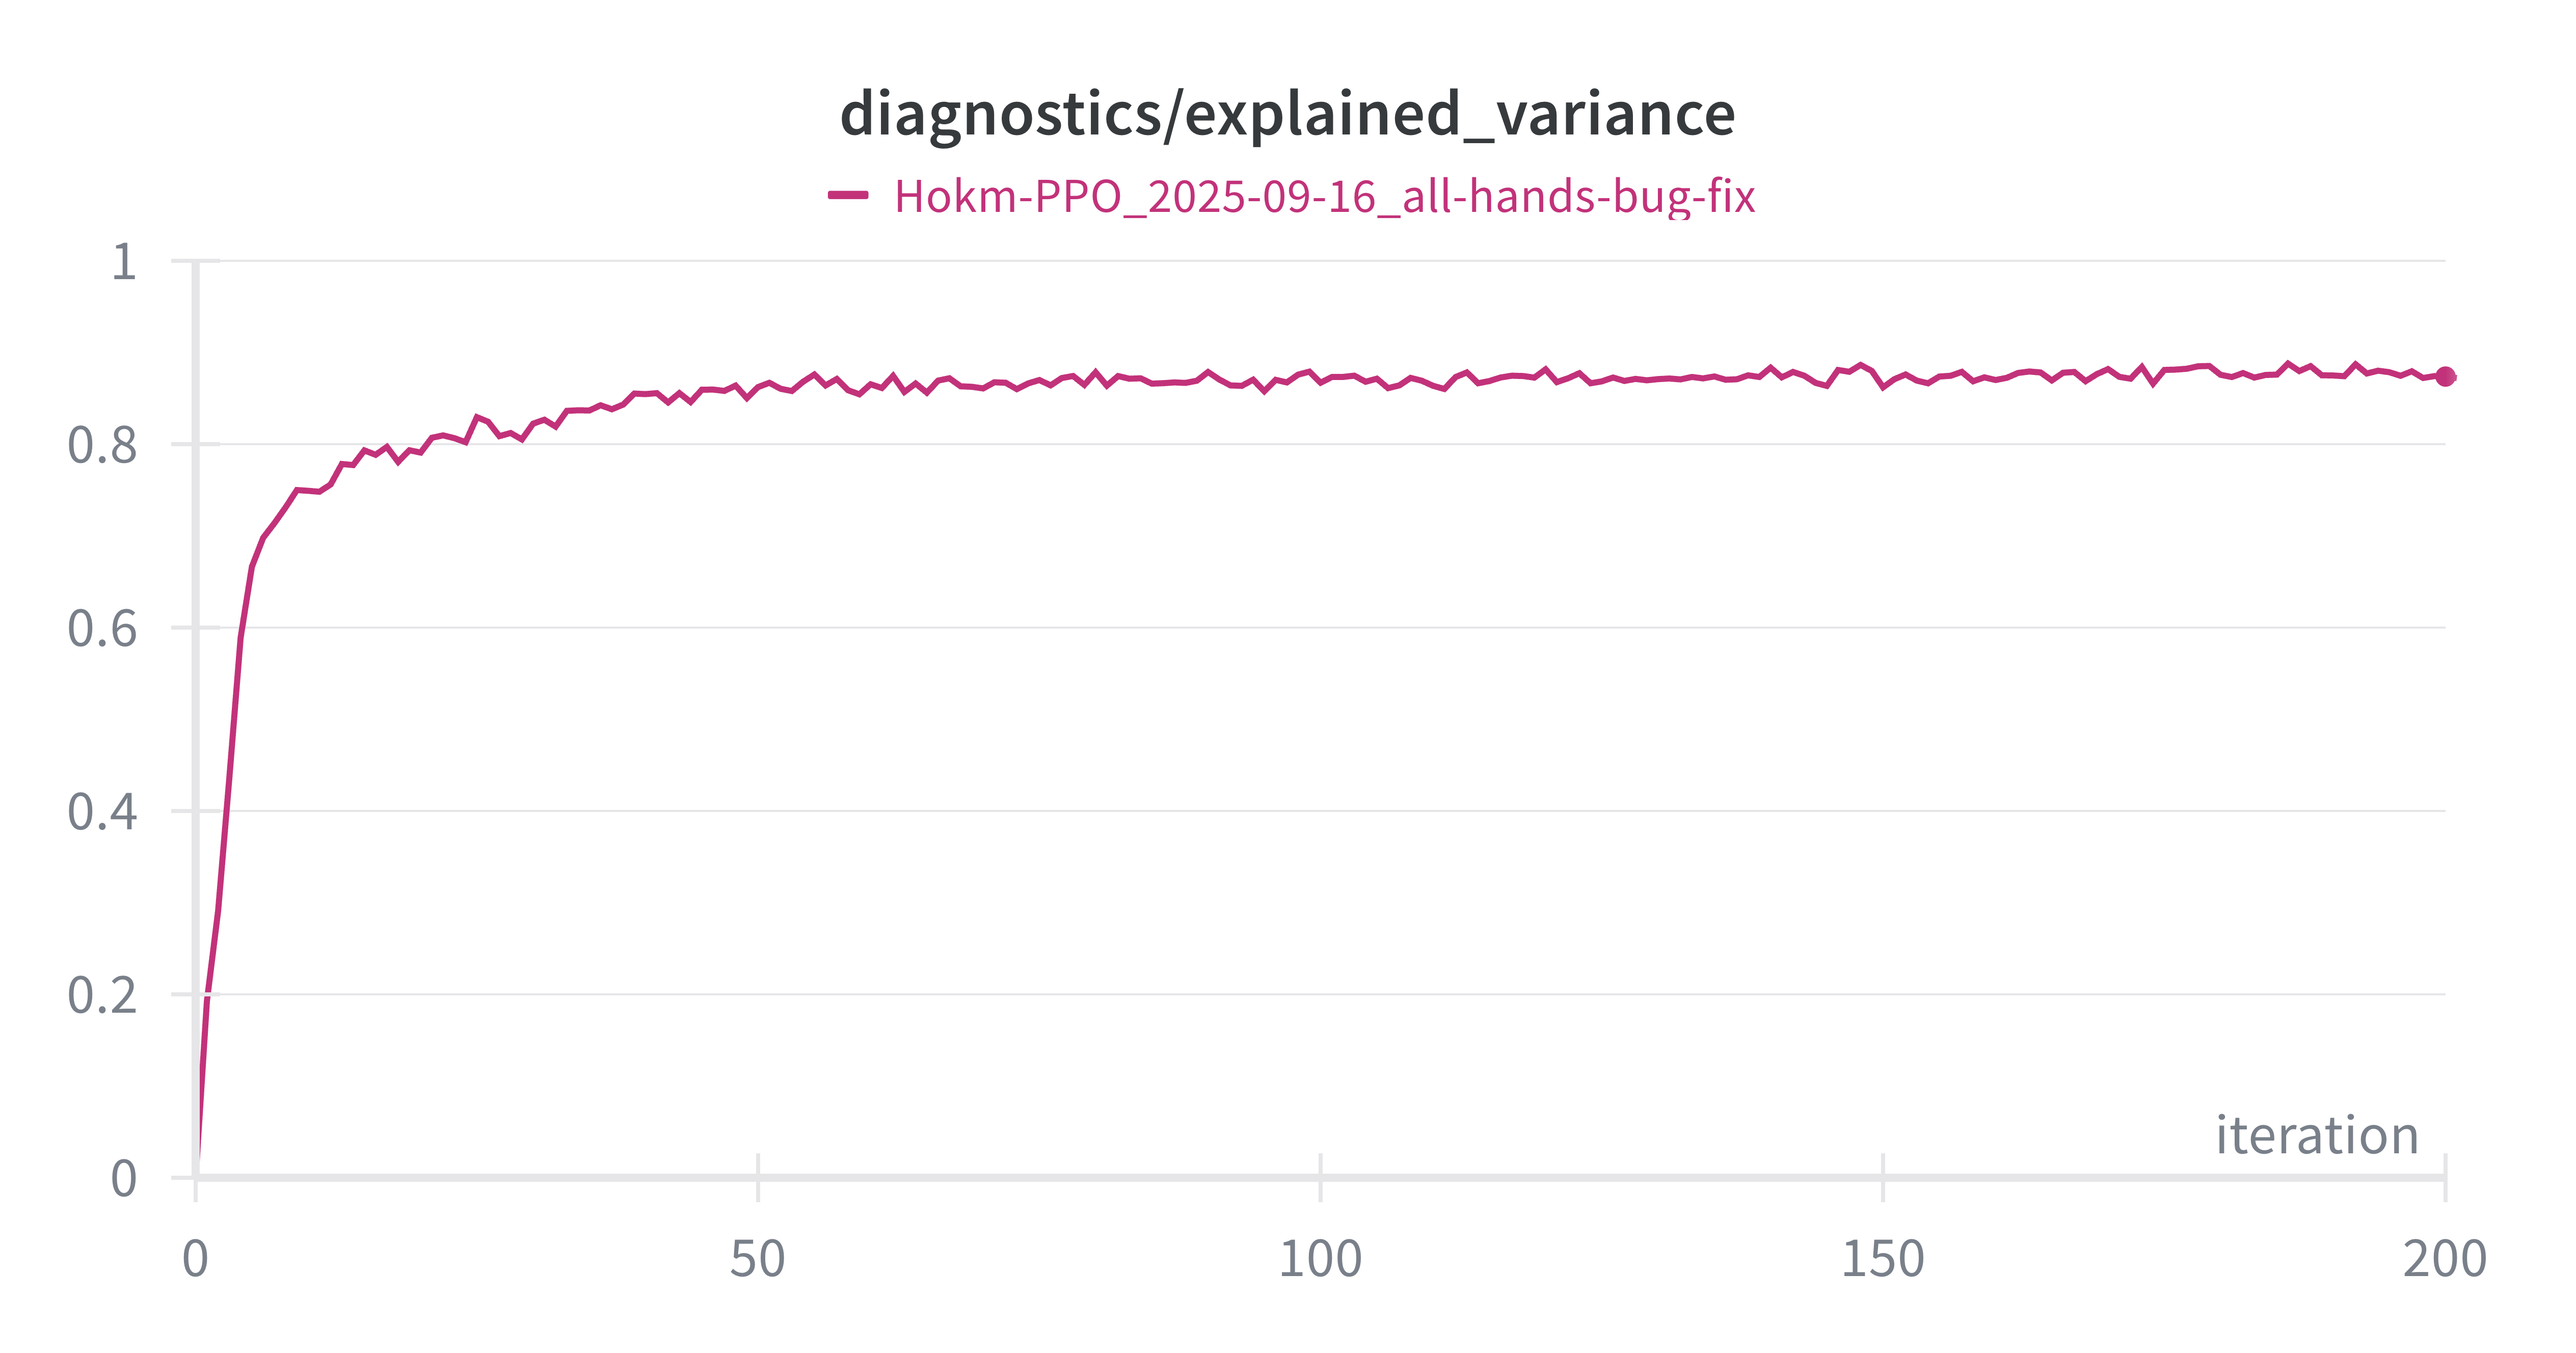 diagnostics/explained_variance
Hokm-PPO_2025-09-16_all-hands-bug-fix
1
0.8
0.6
0.4
0.2
0
iteration
0 50 100 150 200